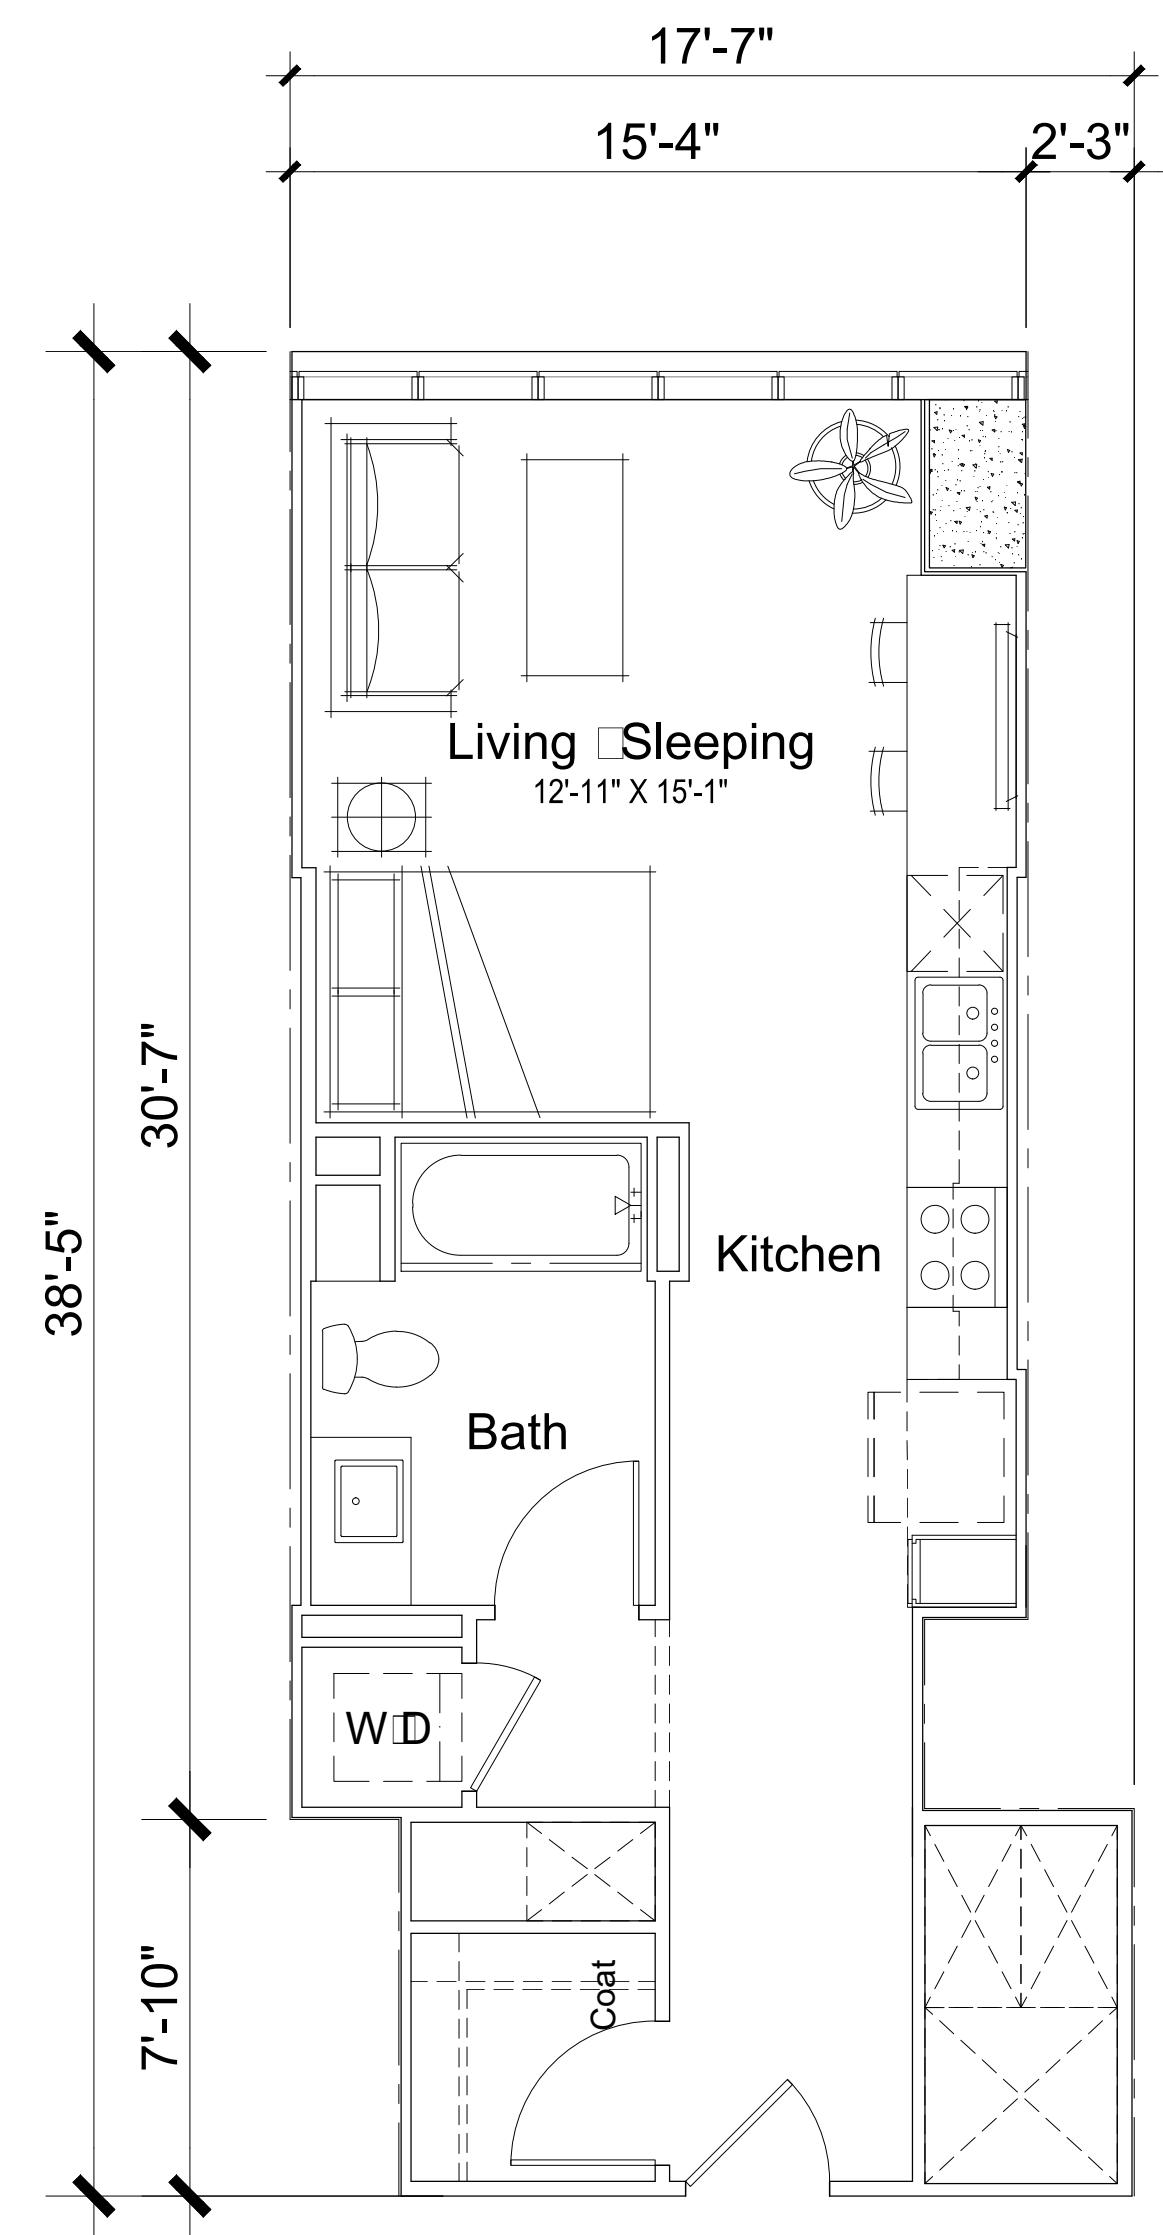 17'-7"
15'-4"
2'-3"
Living □Sleeping
12'-11" X 15'-1"
30'-7"
38'-5"
Kitchen
Bath
W□D
7'-10"
Coat